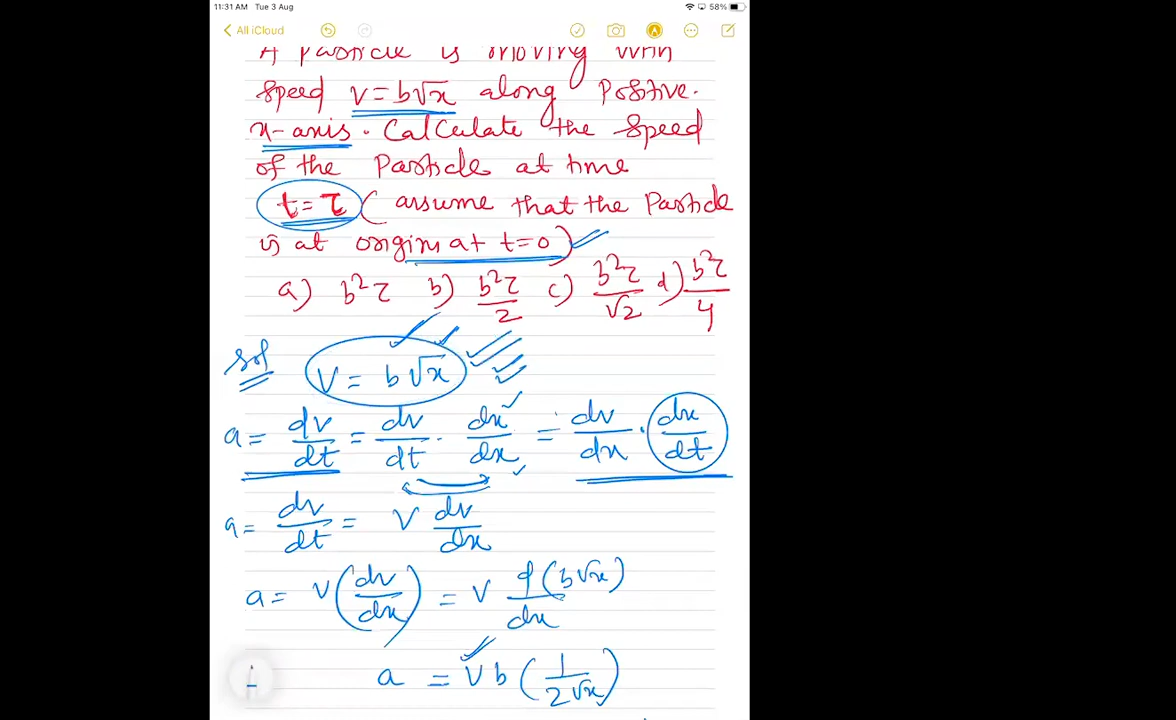 11:31 AM Tue 3 Aug 58%
All iCloud
A particle is moving with
speed v = b√x along Positive.
x-axis. Calculate the speed
of the Particle at time
t = τ (assume that the Particle
is at origin at t=0)
a) b²τ b) b²τ/2 c) b²τ/√2 d) b²τ/4
Sol V = b√x
a = dv/dt = dv/dt · dx/dx = dv/dx · dx/dt
a = dv/dt = v dv/dx
a = v(dv/dx) = v d(b√x)/dx
a = v b (1/2√x)